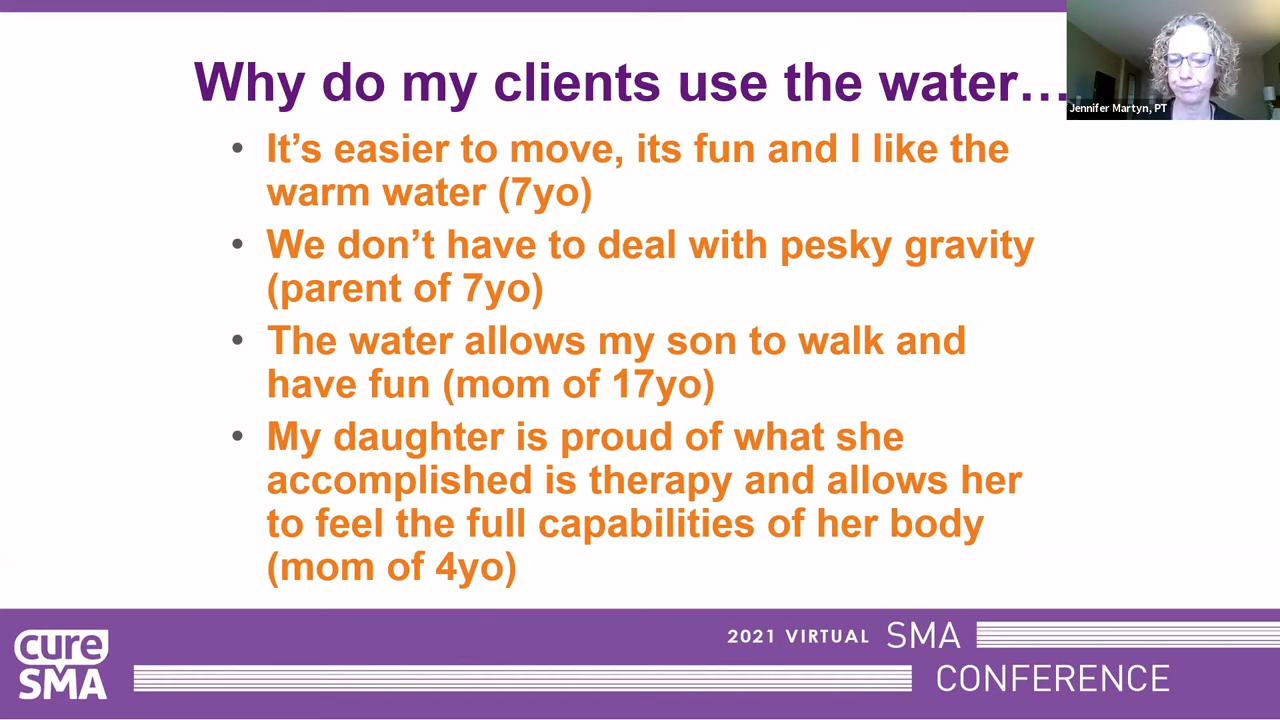 Why do my clients use the water…
Jennifer Martyn, PT
• It's easier to move, its fun and I like the
warm water (7yo)
• We don't have to deal with pesky gravity
(parent of 7yo)
• The water allows my son to walk and
have fun (mom of 17yo)
• My daughter is proud of what she
accomplished is therapy and allows her
to feel the full capabilities of her body
(mom of 4yo)
cure
SMA
2021 VIRTUAL SMA
CONFERENCE